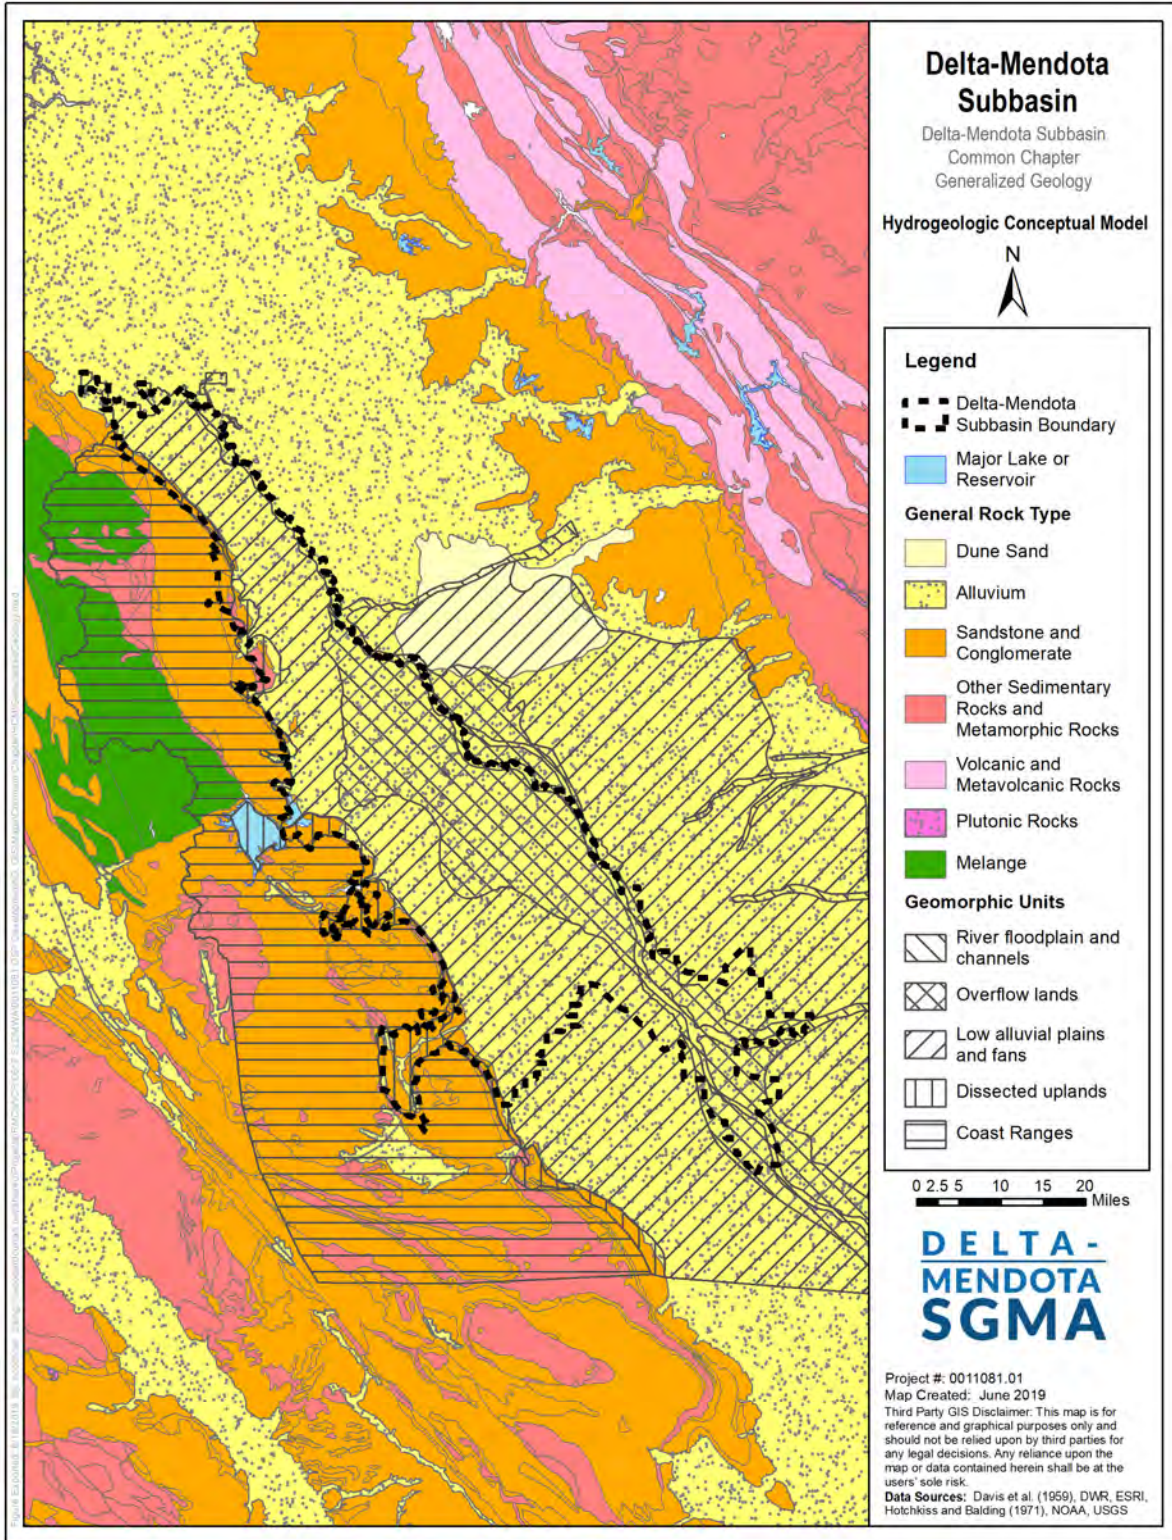 Delta-Mendota
Subbasin
Delta-Mendota Subbasin
Common Chapter
Generalized Geology
Hydrogeologic Conceptual Model
N
Legend
Delta-Mendota
Subbasin Boundary
Major Lake or
Reservoir
General Rock Type
Dune Sand
Alluvium
Sandstone and
Conglomerate
Other Sedimentary
Rocks and
Metamorphic Rocks
Volcanic and
Metavolcanic Rocks
Plutonic Rocks
Melange
Geomorphic Units
River floodplain and
channels
Overflow lands
Low alluvial plains
and fans
Dissected uplands
Coast Ranges
0 2.5 5 10 15 20
Miles
DELTA-
MENDOTA
SGMA
Project #: 0011081.01
Map Created: June 2019
Third Party GIS Disclaimer: This map is for
reference and graphical purposes only and
should not be relied upon by third parties for
any legal decisions. Any reliance upon the
map or data contained herein shall be at the
users' sole risk.
Data Sources: Davis et al. (1959), DWR, ESRI,
Hotchkiss and Balding (1971), NOAA, USGS